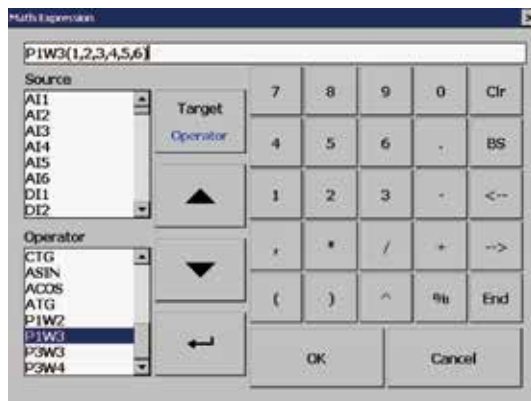 Math Expression
P1W3(1,2,3,4,5,6)
Source
AI1
AI2
AI3
AI4
AI5
AI6
DI1
DI2
Target
Operator
7 8 9 0 Clr
4 5 6 . BS
1 2 3 - <--
, * / + -->
( ) ^ % End
Operator
CTG
ASIN
ACOS
ATG
P1W2
P1W3
P3W3
P3W4
OK
Cancel